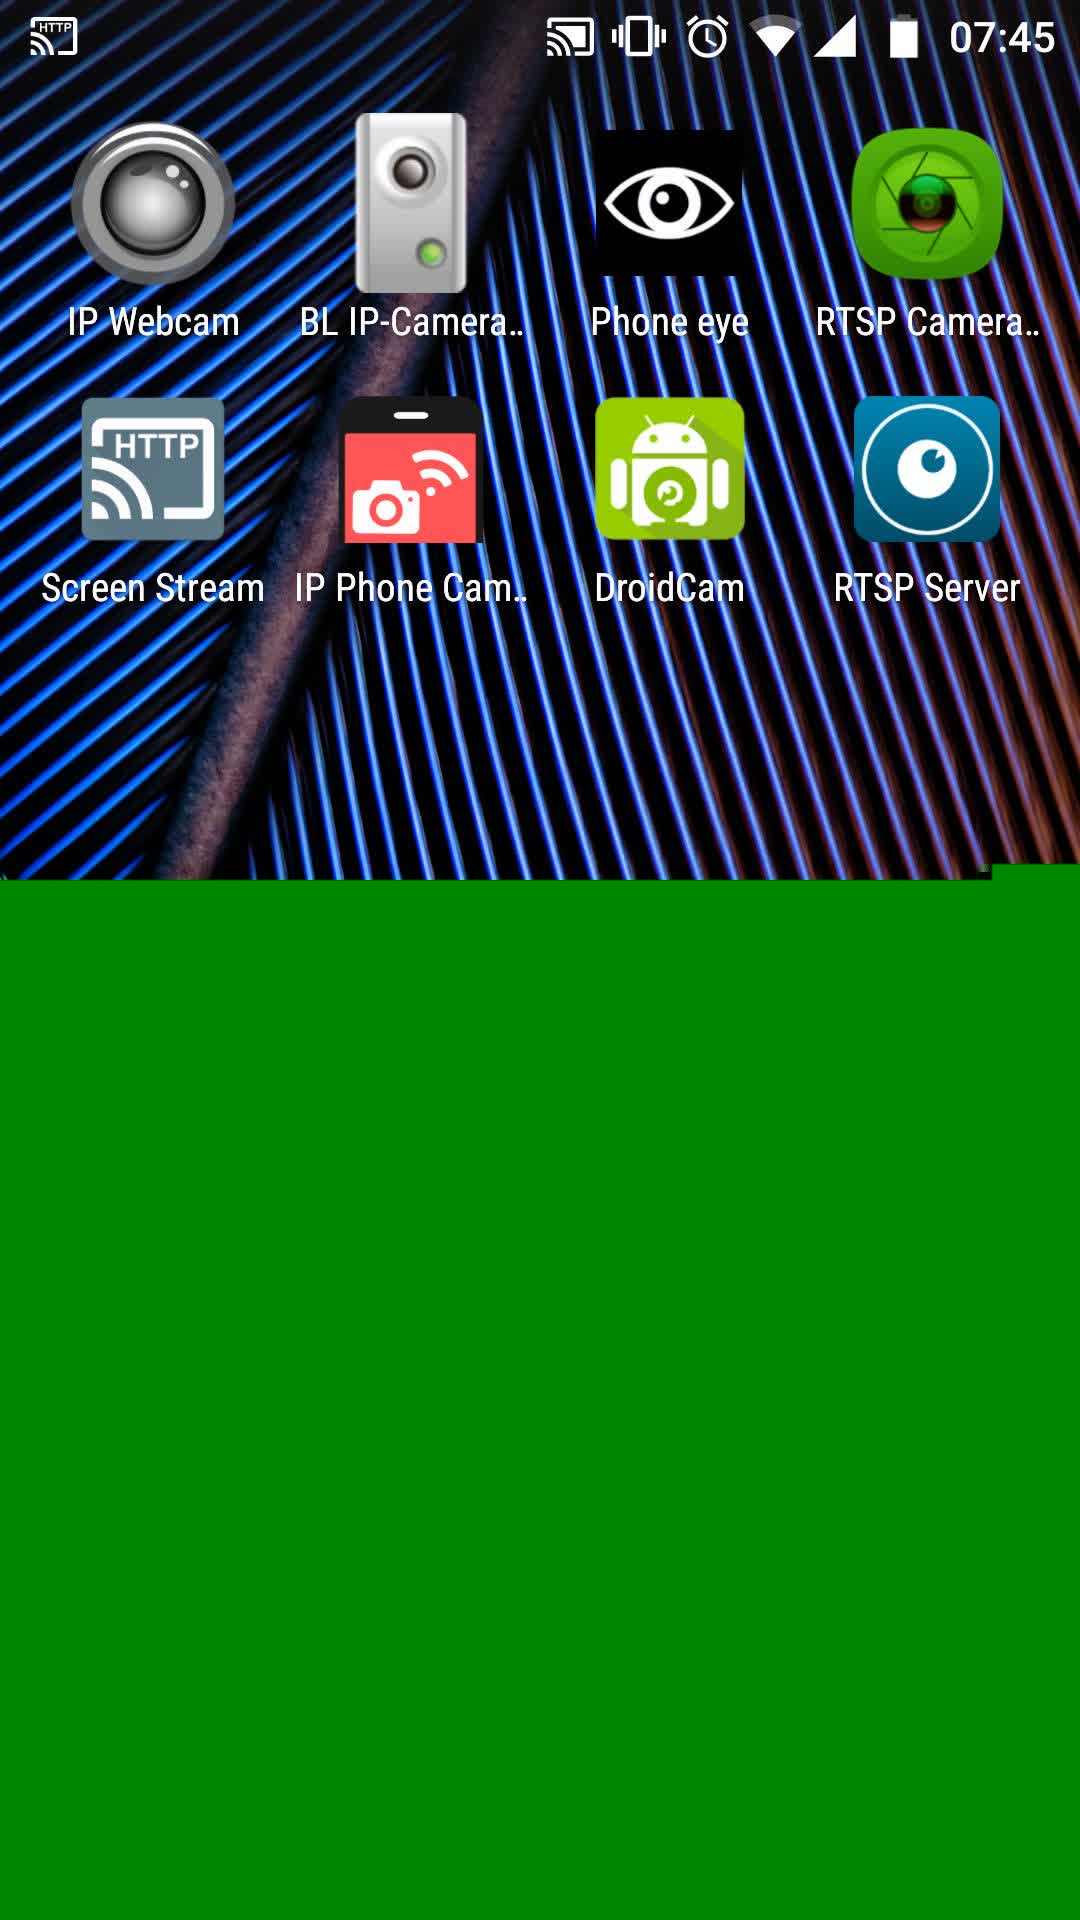 HTTP
07:45
IP Webcam
BL IP-Camera..
Phone eye
RTSP Camera..
HTTP
Screen Stream
IP Phone Cam..
DroidCam
RTSP Server